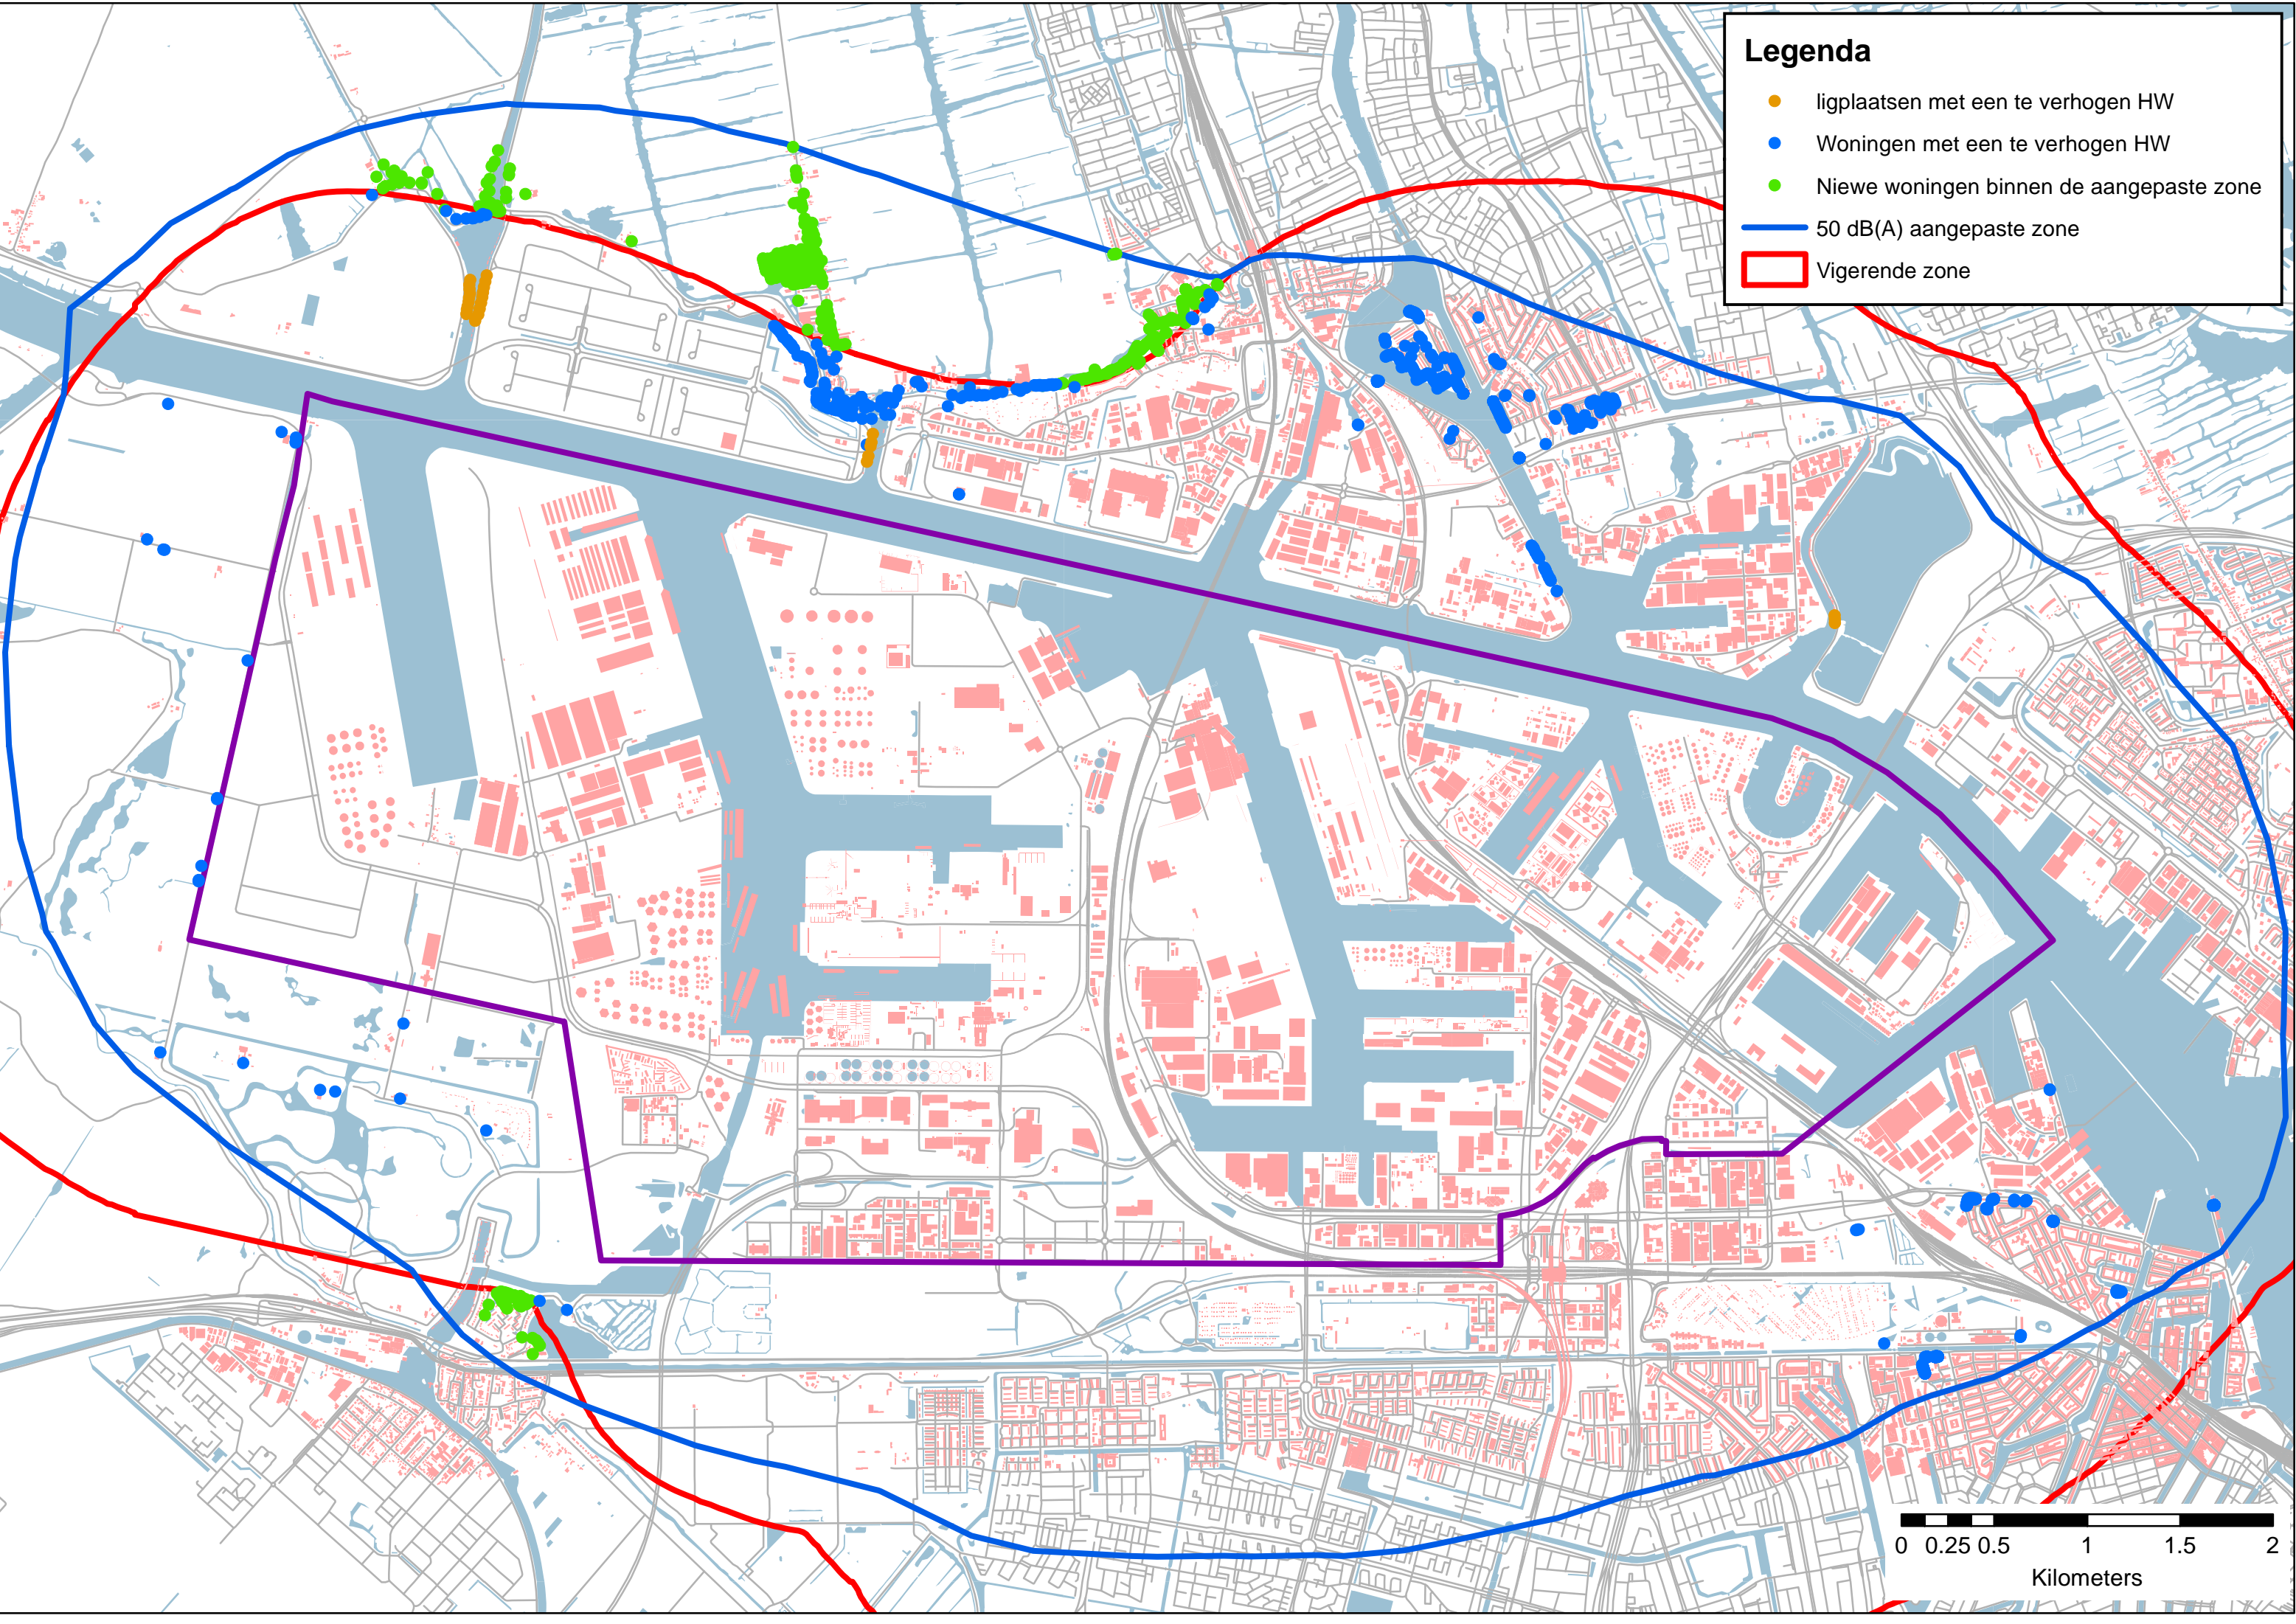 Legenda
ligplaatsen met een te verhogen HW
Woningen met een te verhogen HW
Niewe woningen binnen de aangepaste zone
50 dB(A) aangepaste zone
Vigerende zone
0 0.25 0.5 1 1.5 2
Kilometers